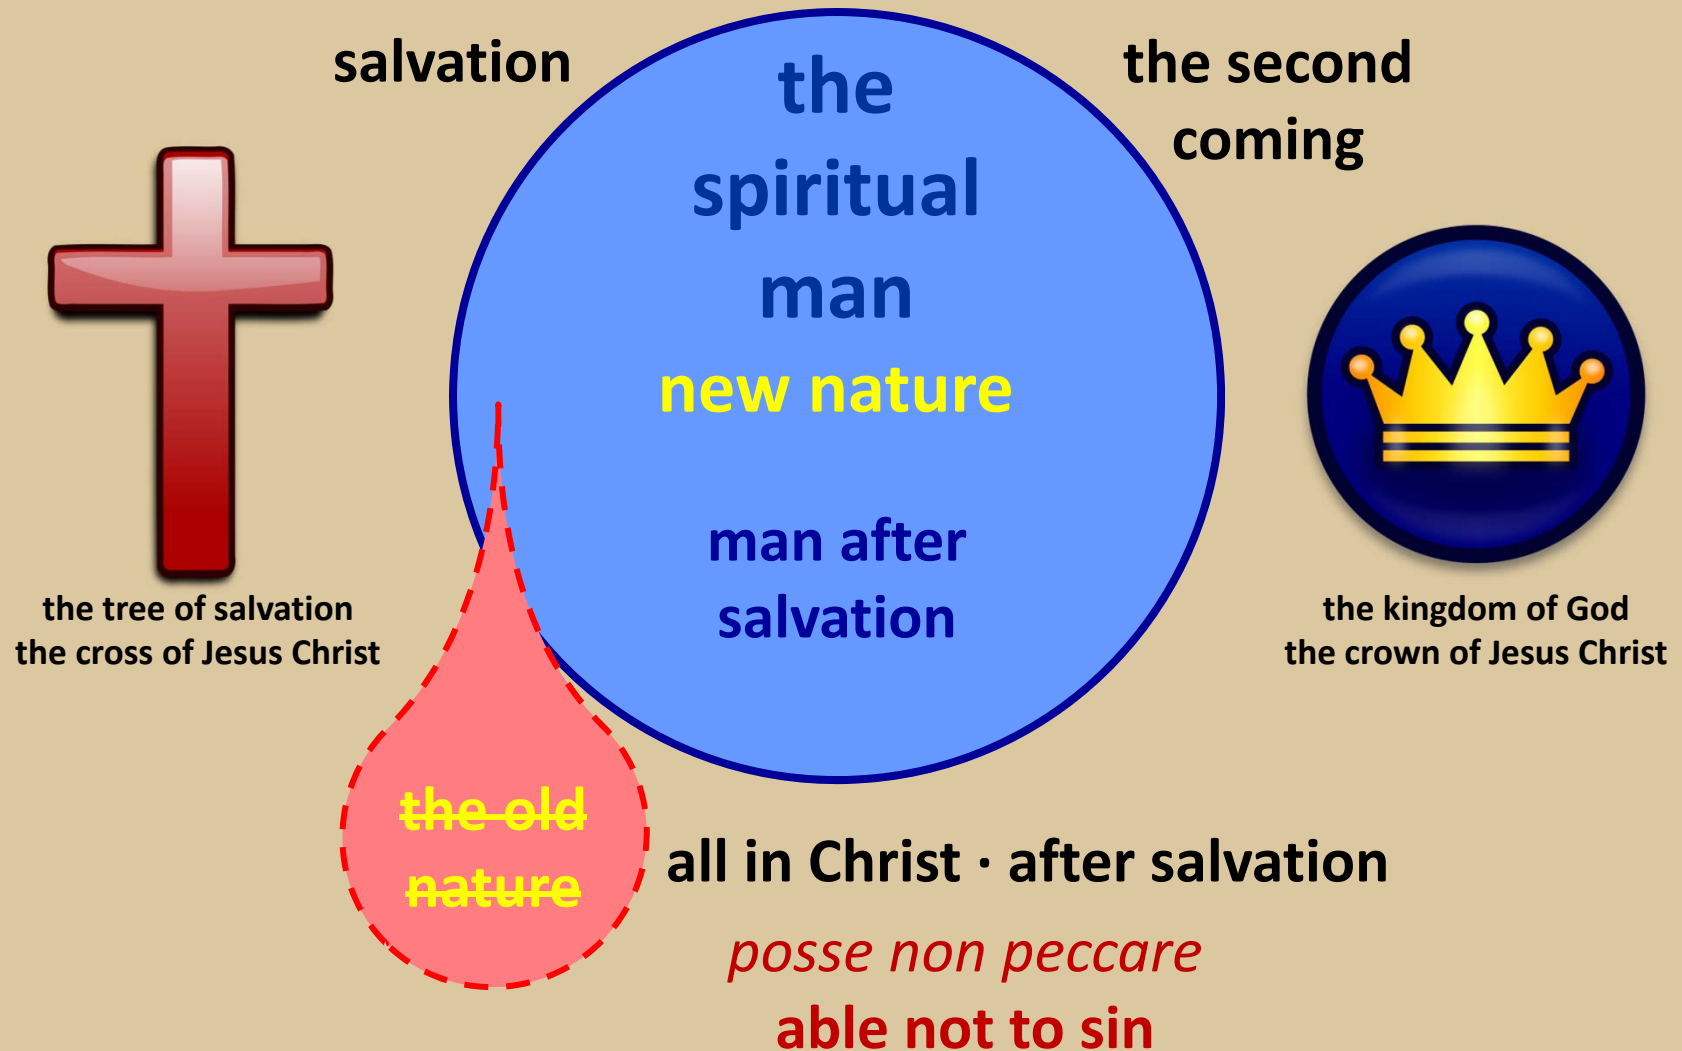 salvation
the second
coming
the
spiritual
man
new nature
man after
salvation
the tree of salvation
the cross of Jesus Christ
the kingdom of God
the crown of Jesus Christ
the old
nature
all in Christ · after salvation
posse non peccare
able not to sin